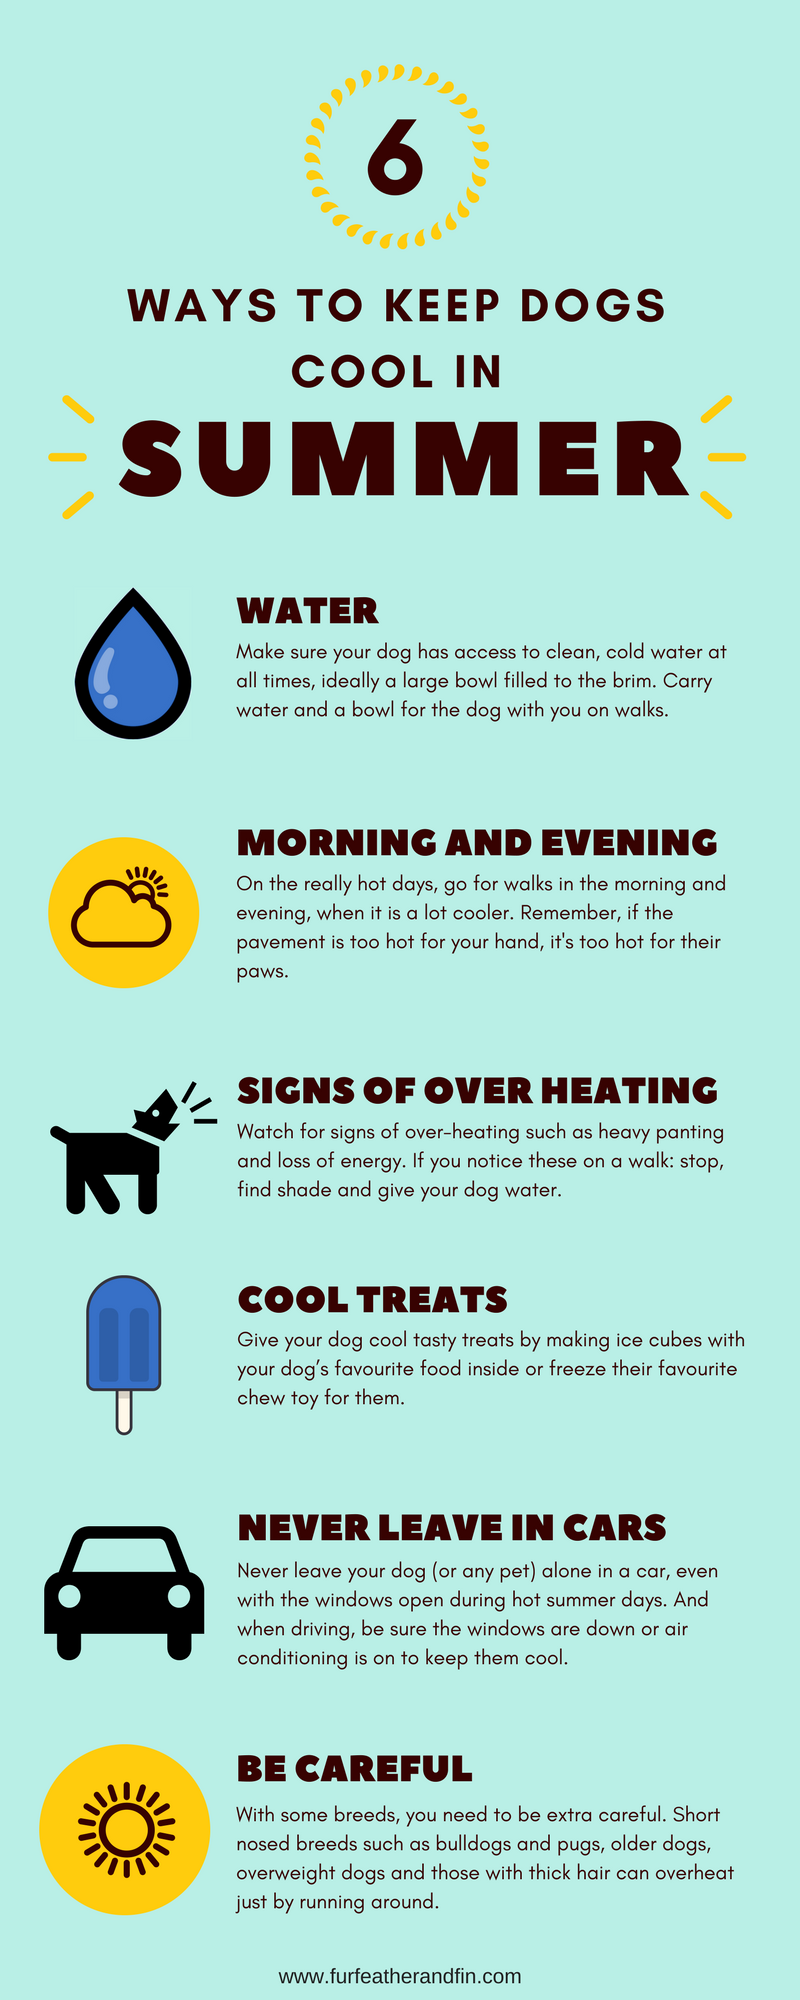 6
WAYS TO KEEP DOGS
COOL IN
SUMMER
WATER
Make sure your dog has access to clean, cold water at
all times, ideally a large bowl filled to the brim. Carry
water and a bowl for the dog with you on walks.
MORNING AND EVENING
On the really hot days, go for walks in the morning and
evening, when it is a lot cooler. Remember, if the
pavement is too hot for your hand, it's too hot for their
paws.
SIGNS OF OVER HEATING
Watch for signs of over-heating such as heavy panting
and loss of energy. If you notice these on a walk: stop,
find shade and give your dog water.
COOL TREATS
Give your dog cool tasty treats by making ice cubes with
your dog’s favourite food inside or freeze their favourite
chew toy for them.
NEVER LEAVE IN CARS
Never leave your dog (or any pet) alone in a car, even
with the windows open during hot summer days. And
when driving, be sure the windows are down or air
conditioning is on to keep them cool.
BE CAREFUL
With some breeds, you need to be extra careful. Short
nosed breeds such as bulldogs and pugs, older dogs,
overweight dogs and those with thick hair can overheat
just by running around.
www.furfeatherandfin.com